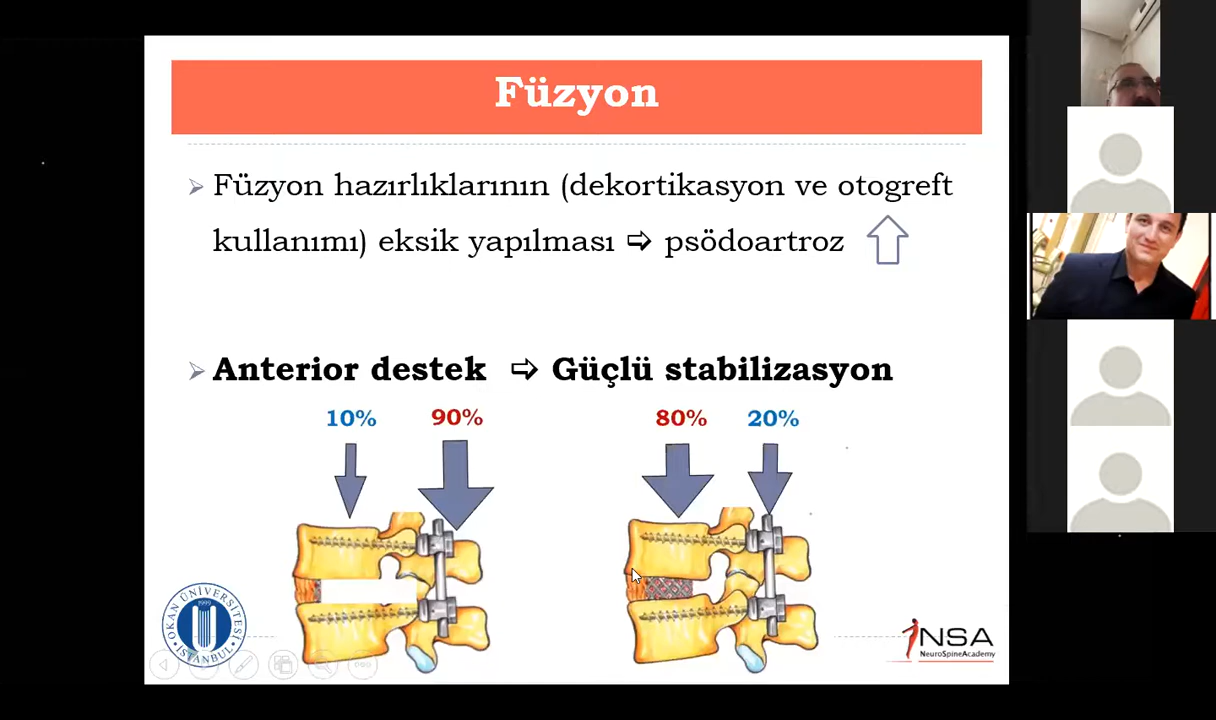 Füzyon
Füzyon hazırlıklarının (dekortikasyon ve otogreft
kullanımı) eksik yapılması ⇨ psödoartroz
Anterior destek ⇨ Güçlü stabilizasyon
10% 90% 80% 20%
OKAN ÜNİVERSİTESİ
1999
İSTANBUL
NSA
NeuroSpineAcademy